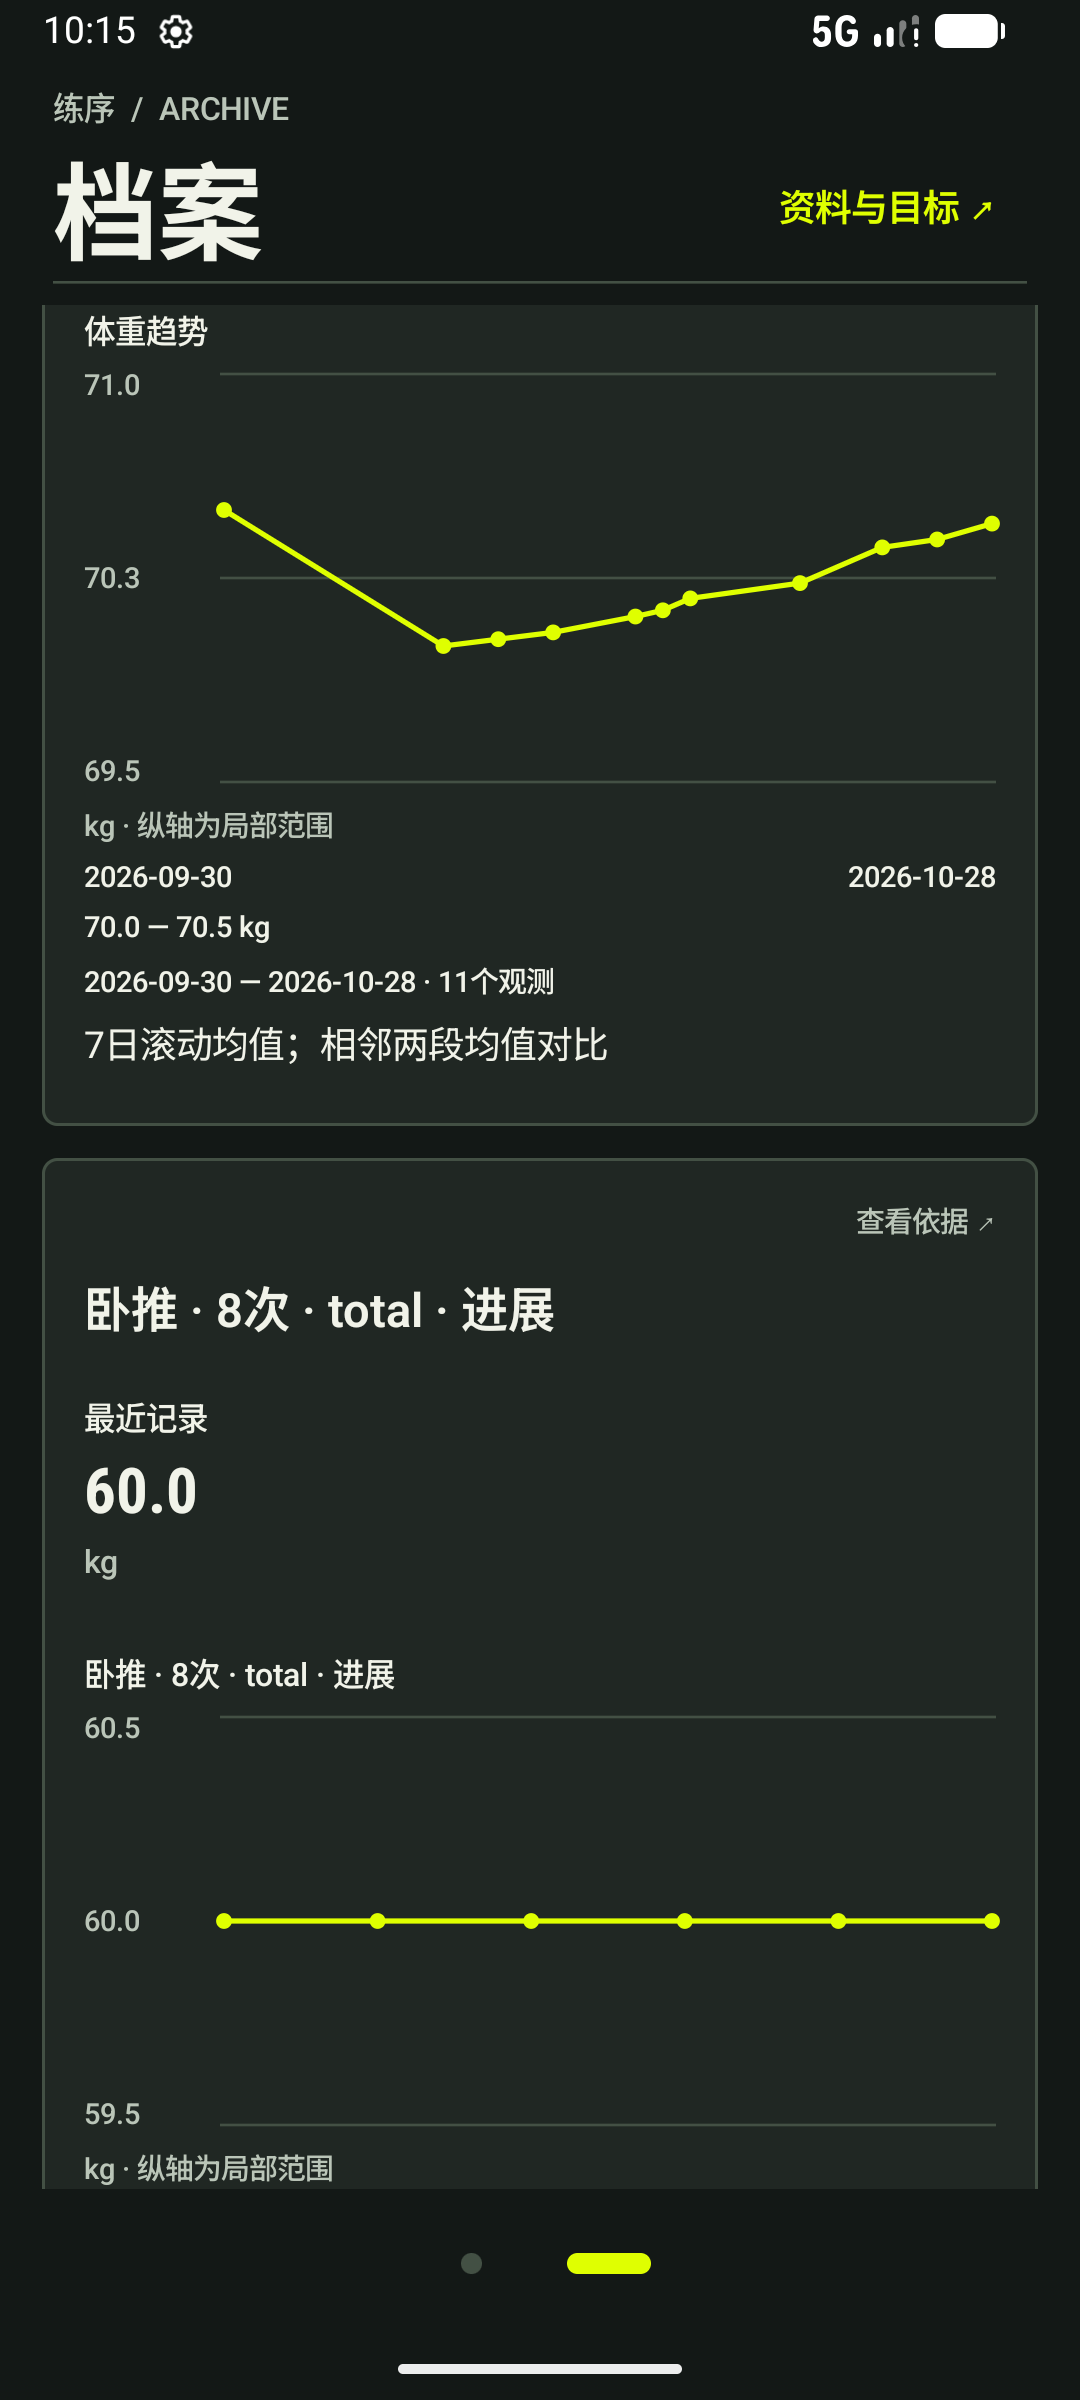 10:15
5G
练序 / ARCHIVE
档案
资料与目标 ↗
体重趋势
71.0
70.3
69.5
kg · 纵轴为局部范围
2026-09-30
2026-10-28
70.0 — 70.5 kg
2026-09-30 — 2026-10-28 · 11个观测
7日滚动均值；相邻两段均值对比
查看依据 ↗
卧推 · 8次 · total · 进展
最近记录
60.0
kg
卧推 · 8次 · total · 进展
60.5
60.0
59.5
kg · 纵轴为局部范围